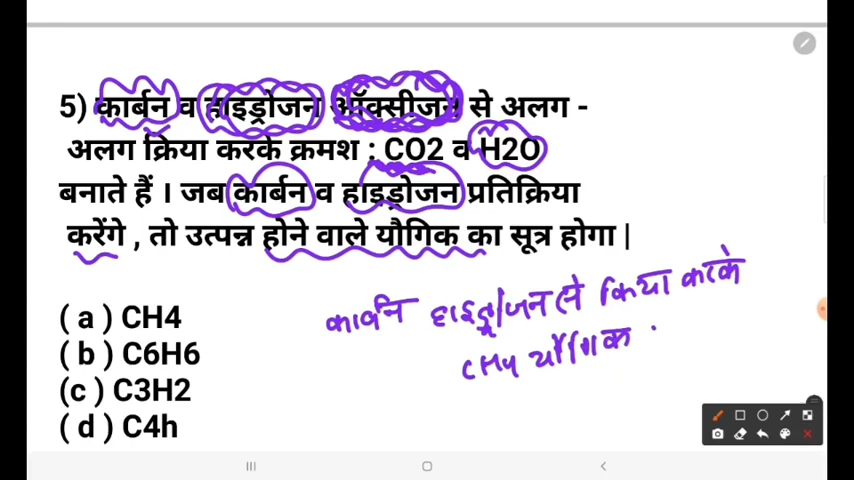 5) कार्बन व हाइड्रोजन ऑक्सीजन से अलग -
अलग क्रिया करके क्रमश : CO2 व H2O
बनाते हैं । जब कार्बन व हाइड्रोजन प्रतिक्रिया
करेंगे , तो उत्पन्न होने वाले यौगिक का सूत्र होगा |
( a ) CH4
( b ) C6H6
(c ) C3H2
( d ) C4h
कार्बन हाइड्रोजन से क्रिया करके
CH4 यौगिक